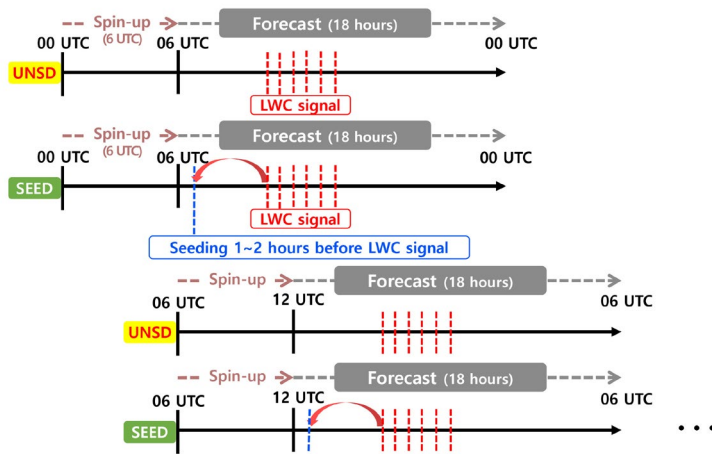 Spin-up
(6 UTC)
Forecast (18 hours)
00 UTC
06 UTC
00 UTC
UNSD
LWC signal
Spin-up
(6 UTC)
Forecast (18 hours)
00 UTC
06 UTC
00 UTC
SEED
LWC signal
Seeding 1~2 hours before LWC signal
Spin-up
Forecast (18 hours)
06 UTC
12 UTC
06 UTC
UNSD
Spin-up
Forecast (18 hours)
06 UTC
12 UTC
06 UTC
SEED
...